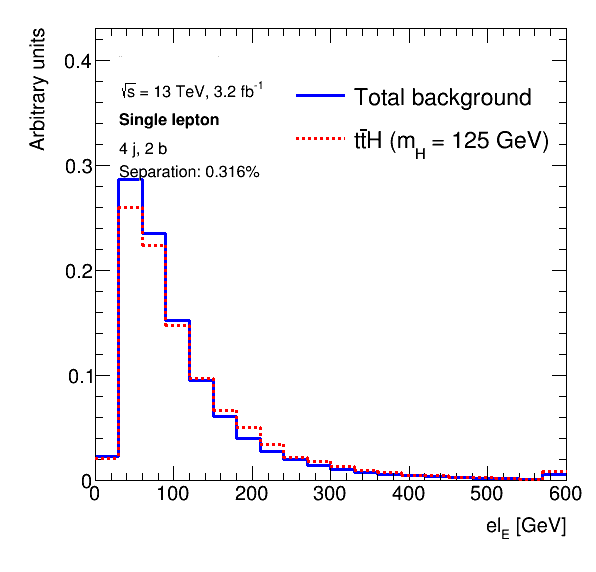 Arbitrary units
0.4
0.3
0.2
0.1
0
√s = 13 TeV, 3.2 fb⁻¹
Single lepton
4 j, 2 b
Separation: 0.316%
Total background
tt̄H (m_H = 125 GeV)
0 100 200 300 400 500 600
el_E [GeV]